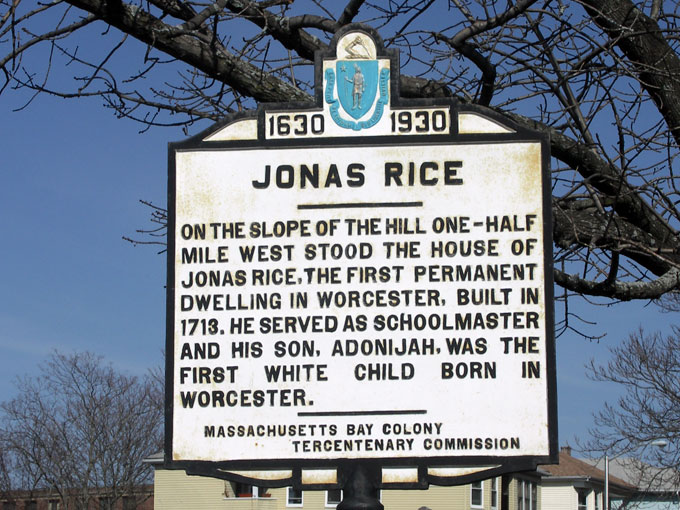 1630 1930
JONAS RICE
ON THE SLOPE OF THE HILL ONE-HALF
MILE WEST STOOD THE HOUSE OF
JONAS RICE, THE FIRST PERMANENT
DWELLING IN WORCESTER, BUILT IN
1713. HE SERVED AS SCHOOLMASTER
AND HIS SON, ADONIJAH, WAS THE
FIRST WHITE CHILD BORN IN
WORCESTER.
MASSACHUSETTS BAY COLONY
TERCENTENARY COMMISSION